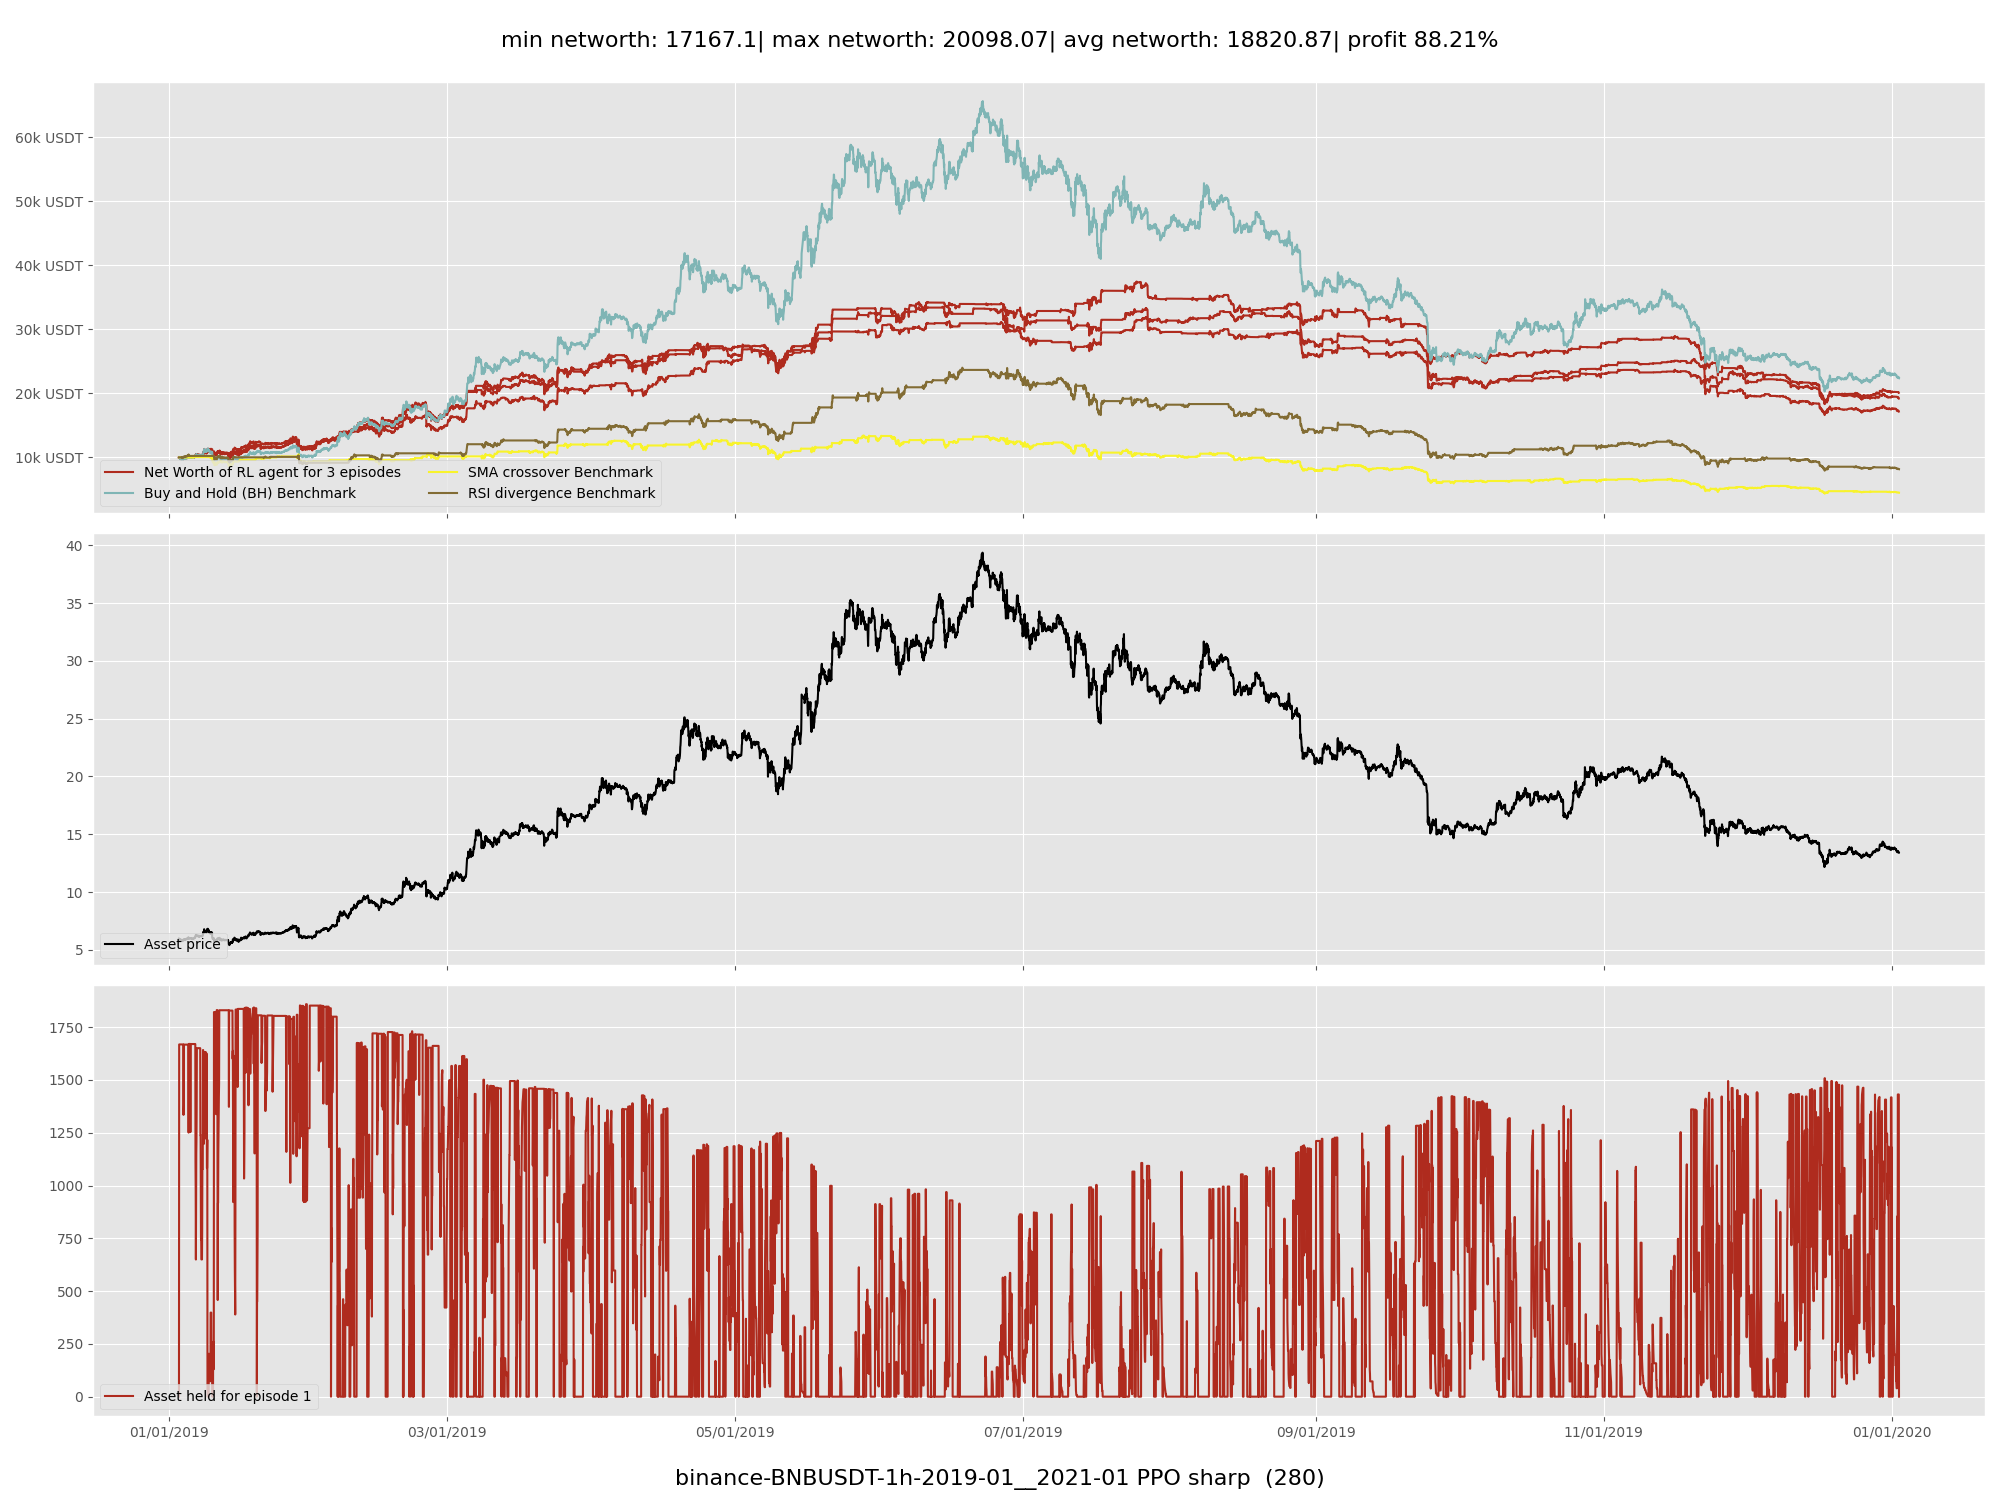 min networth: 17167.1| max networth: 20098.07| avg networth: 18820.87| profit 88.21%
60k USDT
50k USDT
40k USDT
30k USDT
20k USDT
10k USDT
Net Worth of RL agent for 3 episodes
Buy and Hold (BH) Benchmark
SMA crossover Benchmark
RSI divergence Benchmark
40
35
30
25
20
15
10
5
Asset price
1750
1500
1250
1000
750
500
250
0
Asset held for episode 1
01/01/2019
03/01/2019
05/01/2019
07/01/2019
09/01/2019
11/01/2019
01/01/2020
binance-BNBUSDT-1h-2019-01__2021-01 PPO sharp  (280)